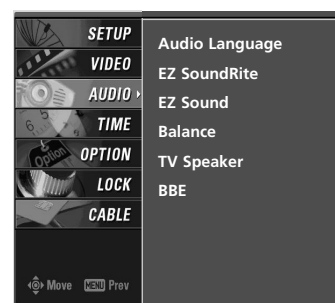 SETUP
VIDEO
AUDIO
TIME
OPTION
LOCK
CABLE
Move MENU Prev
Audio Language
EZ SoundRite
EZ Sound
Balance
TV Speaker
BBE